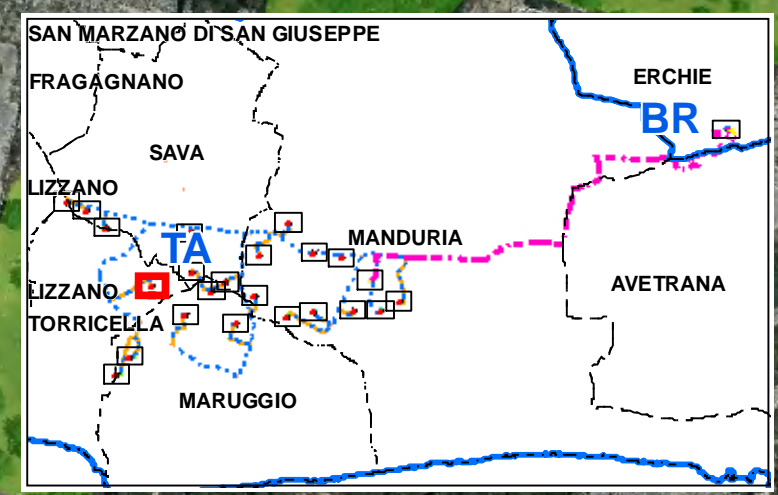 SAN MARZANO DI SAN GIUSEPPE
FRAGAGNANO
ERCHIE
BR
SAVA
LIZZANO
TA
MANDURIA
LIZZANO
AVETRANA
TORRICELLA
MARUGGIO